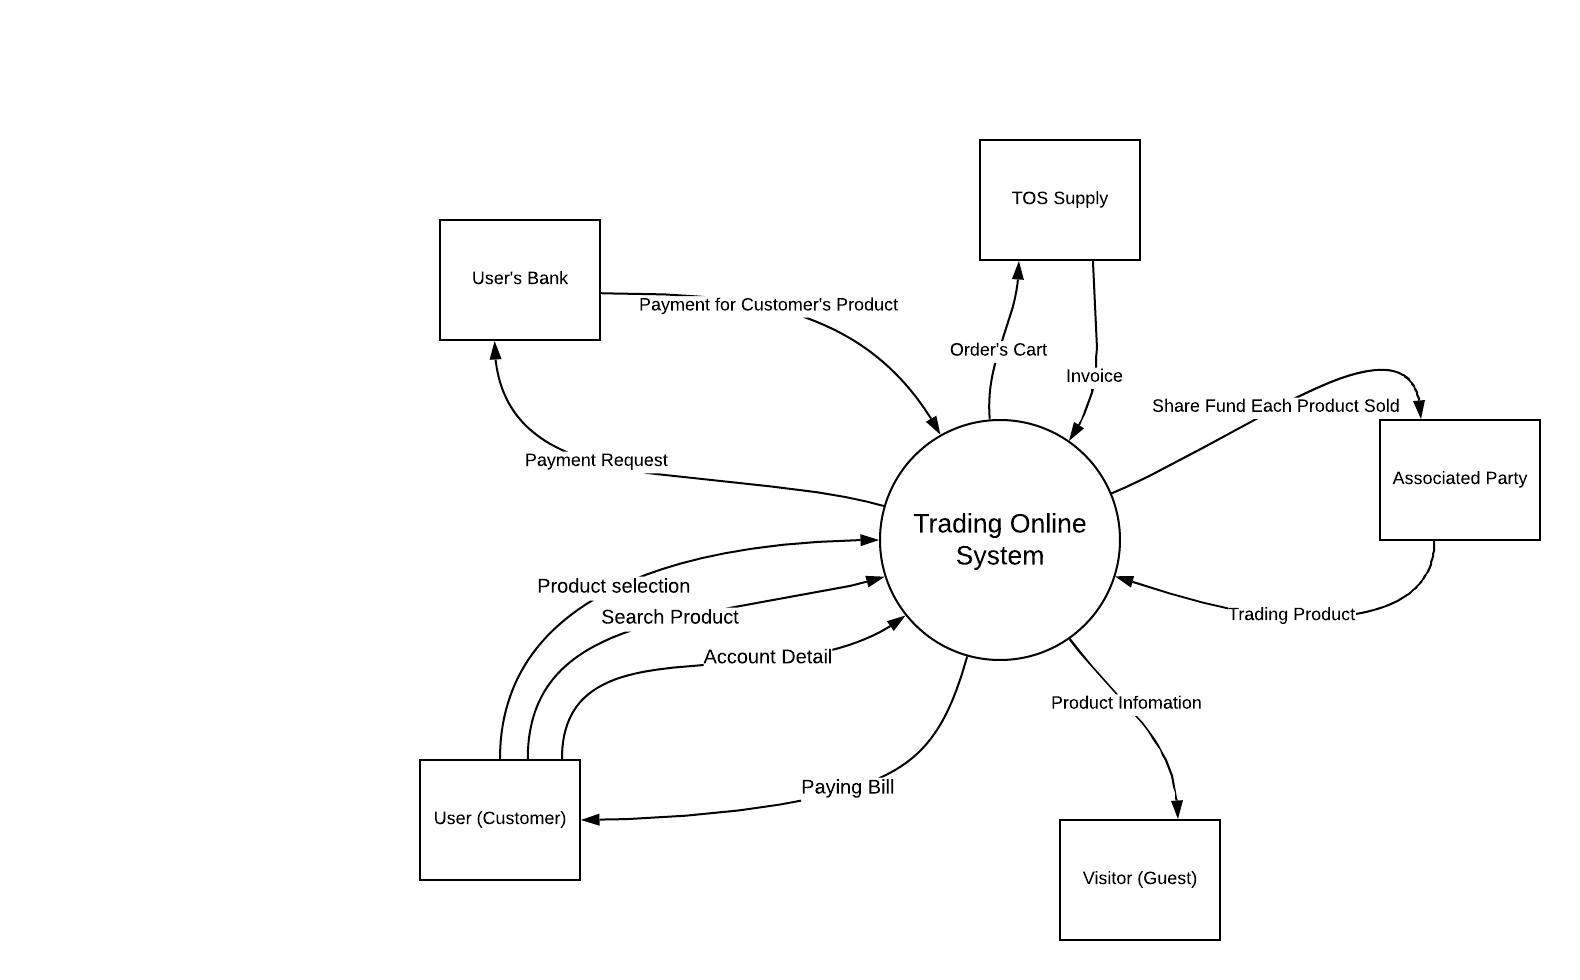 TOS Supply
User's Bank
Payment for Customer's Product
Order's Cart
Invoice
Share Fund Each Product Sold
Payment Request
Associated Party
Trading Online
System
Product selection
Search Product
Trading Product
Account Detail
Product Infomation
Paying Bill
User (Customer)
Visitor (Guest)